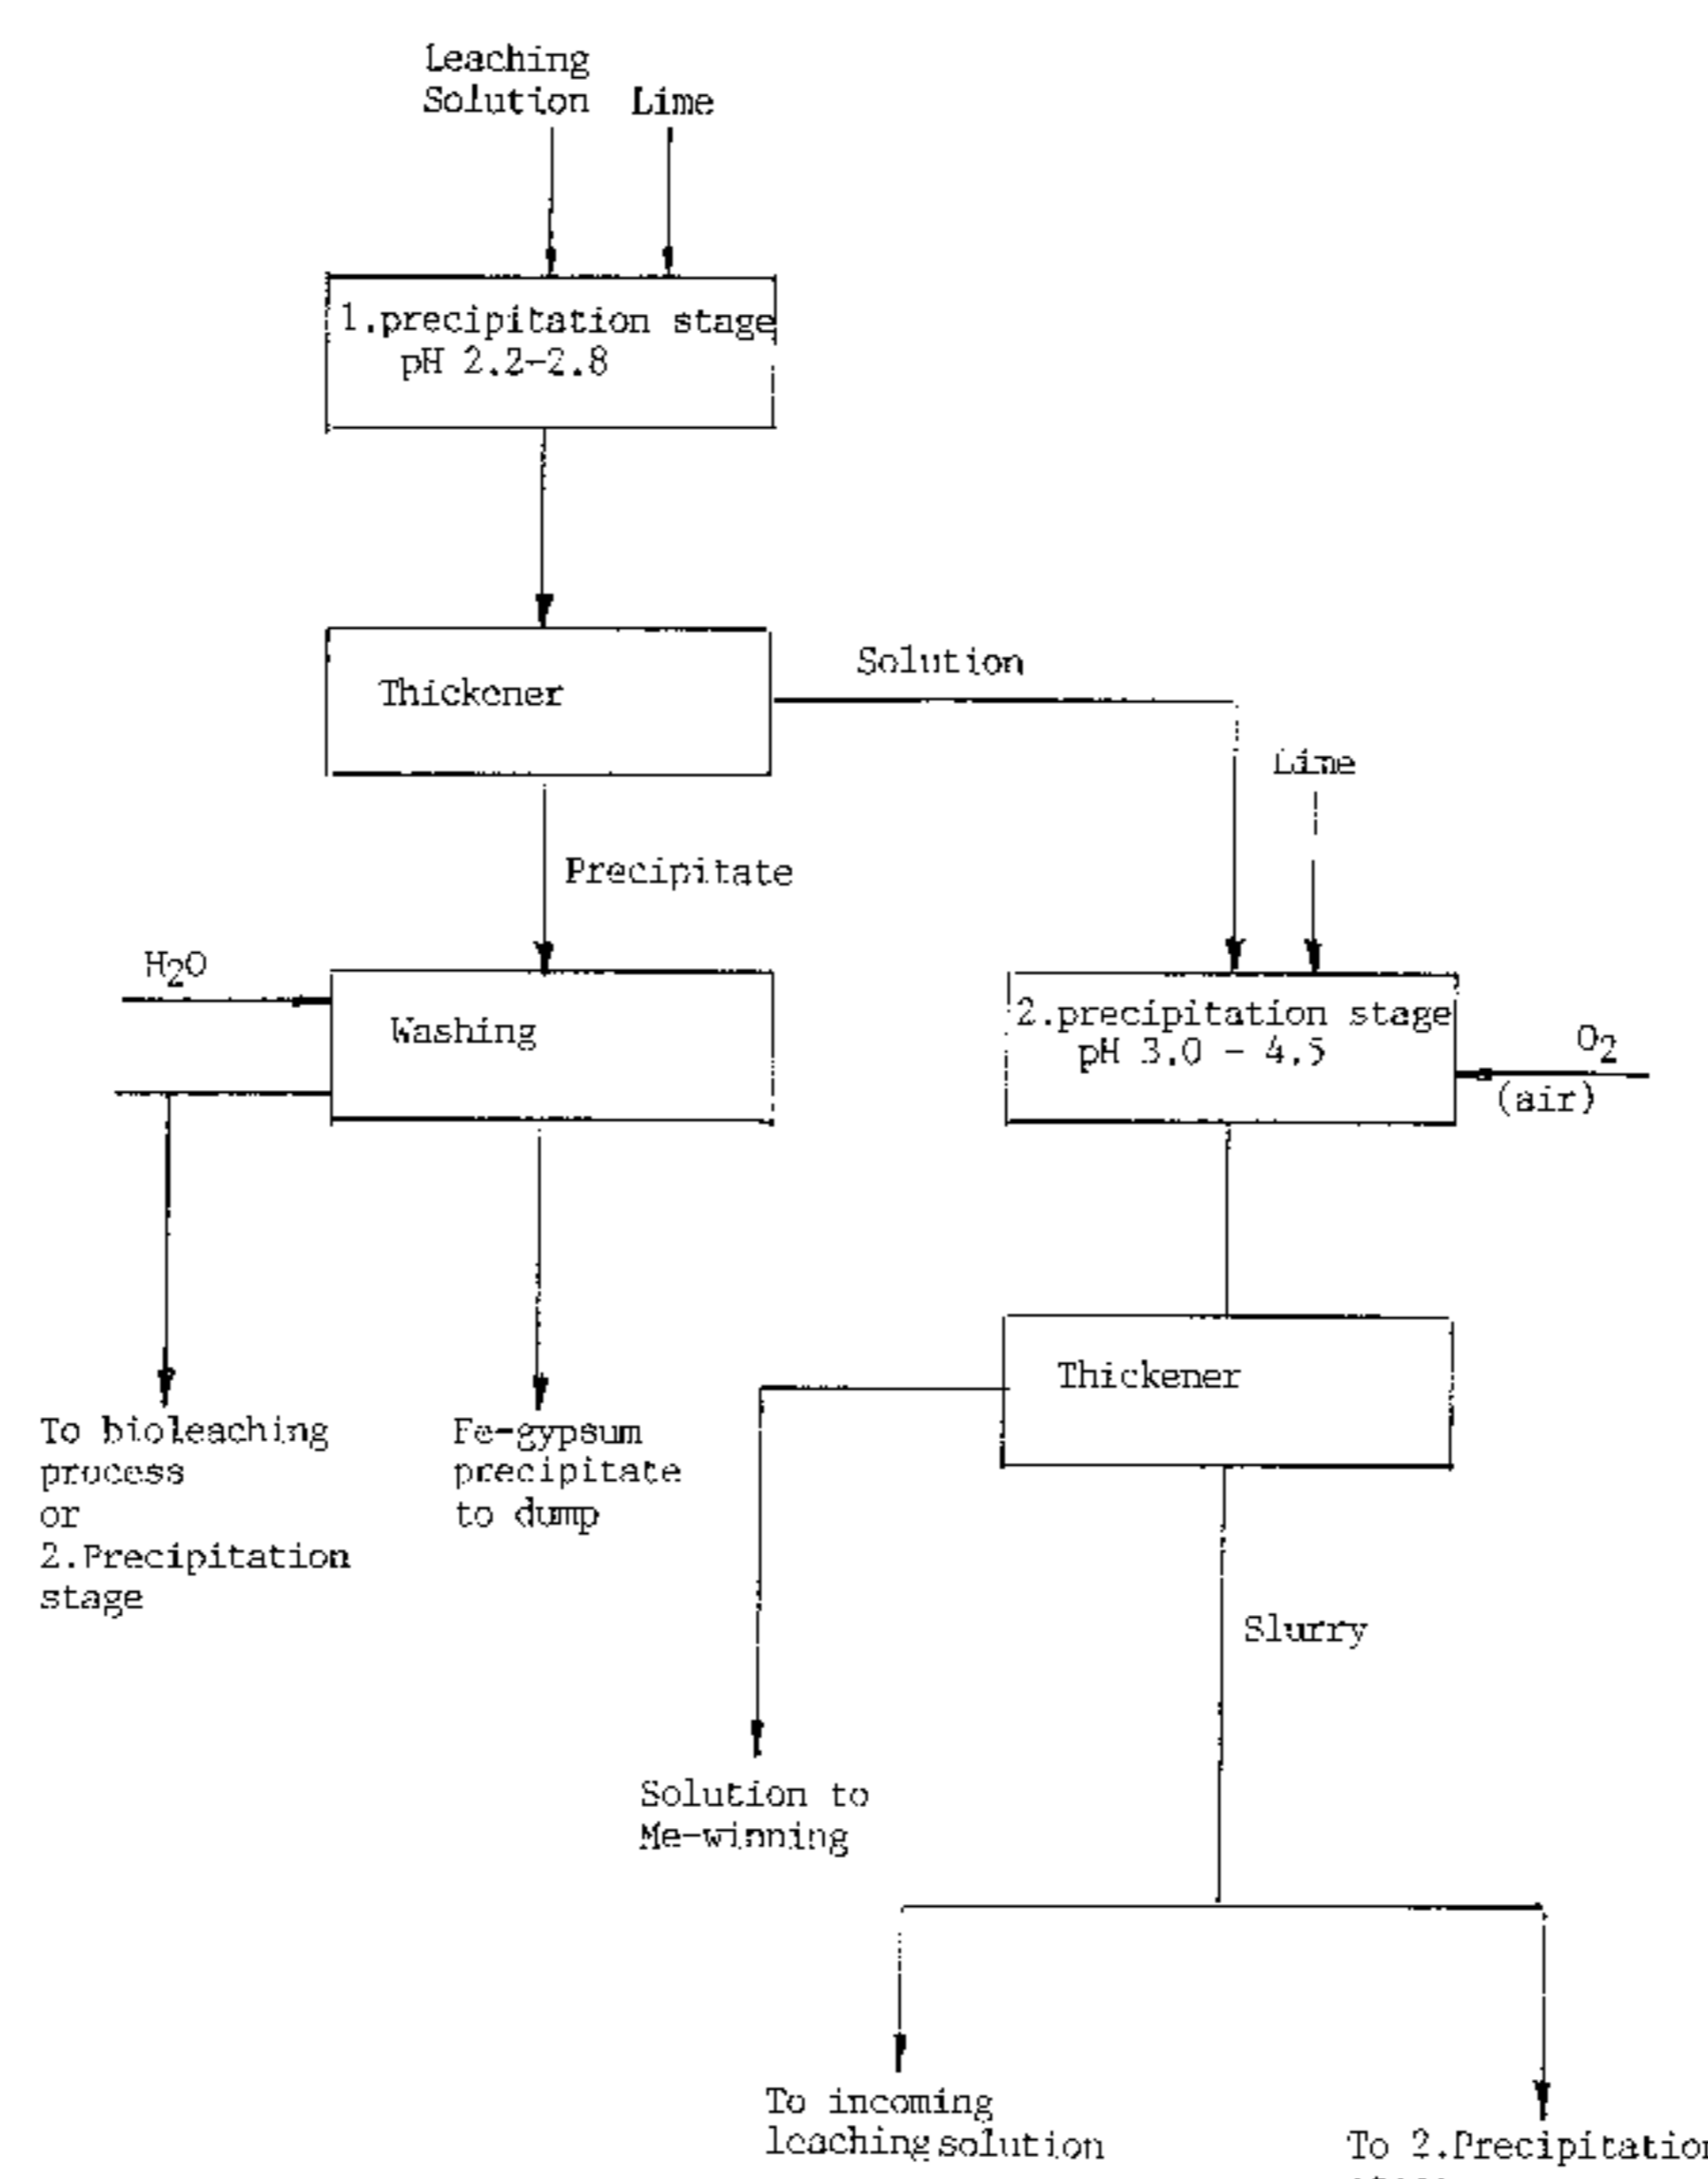 Leaching
Solution Lime
1.precipitation stage
pH 2.2-2.8
Thickener
Solution
Lime
Precipitate
H2O
Washing
2.precipitation stage
pH 3.0 - 4.5
O2
(air)
Thickener
To bioleaching
process
or
2.Precipitation
stage
Fe-gypsum
precipitate
to dump
Slurry
Solution to
Me-winning
To incoming
leaching solution
To 2.Precipitation